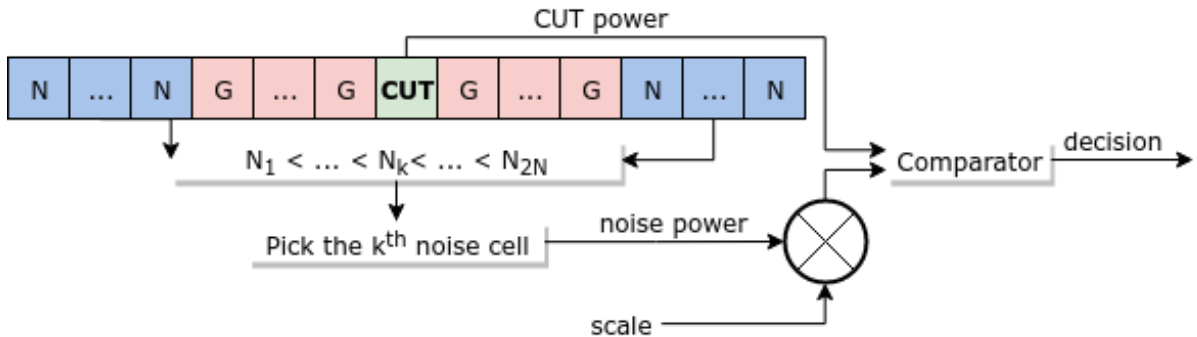 CUT power
N ... N G ... G CUT G ... G N ... N
N1 < ... < Nk< ... < N2N
Comparator
decision
Pick the kth noise cell
noise power
scale